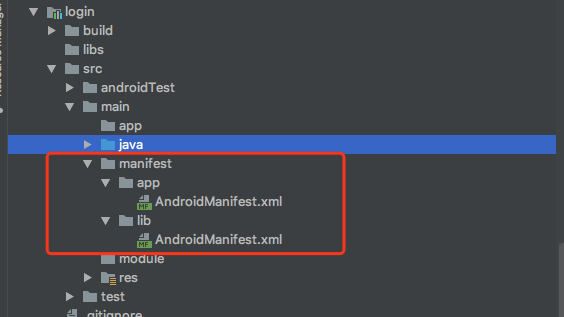 login
build
libs
src
androidTest
main
app
java
manifest
app
AndroidManifest.xml
lib
AndroidManifest.xml
module
res
test
.gitignore